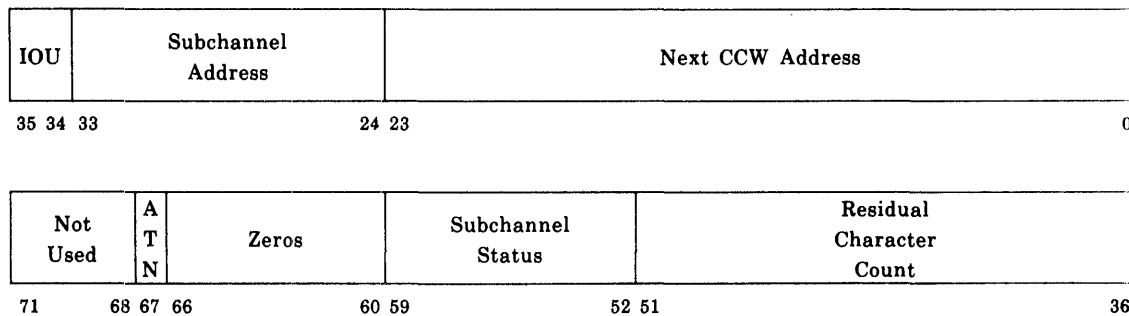 IOU
Subchannel
Address
Next CCW Address
35 34 33 24 23 0
Not
Used
A
T
N
Zeros
Subchannel
Status
Residual
Character
Count
71 68 67 66 60 59 52 51 36